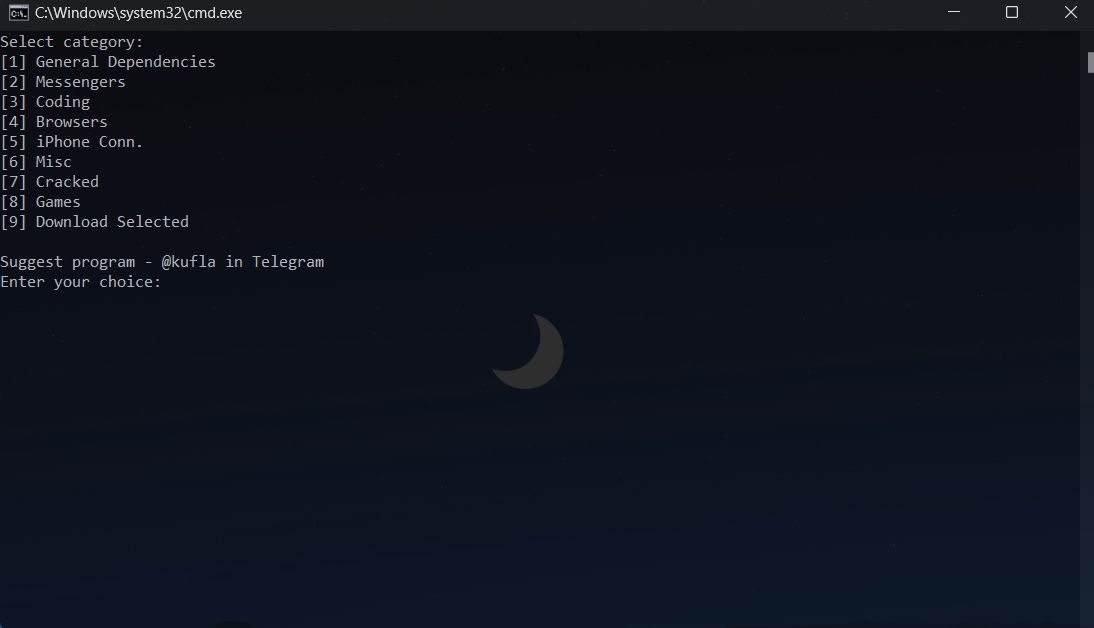 C:\Windows\system32\cmd.exe
Select category:
[1] General Dependencies
[2] Messengers
[3] Coding
[4] Browsers
[5] iPhone Conn.
[6] Misc
[7] Cracked
[8] Games
[9] Download Selected
Suggest program - @kufla in Telegram
Enter your choice: